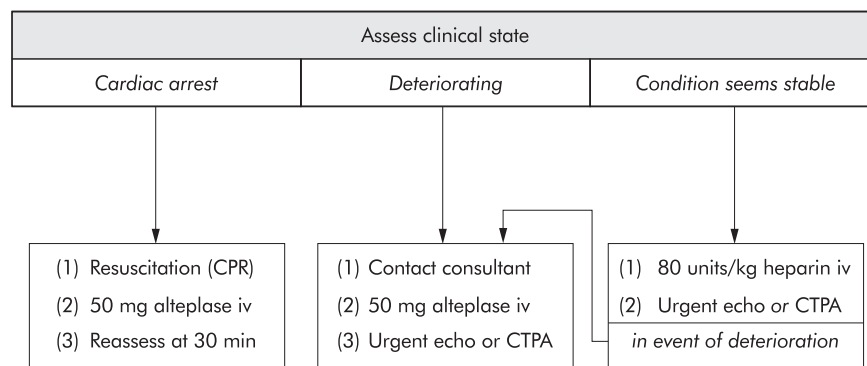 Assess clinical state
Cardiac arrest
Deteriorating
Condition seems stable
(1) Resuscitation (CPR)
(2) 50 mg alteplase iv
(3) Reassess at 30 min
(1) Contact consultant
(2) 50 mg alteplase iv
(3) Urgent echo or CTPA
(1) 80 units/kg heparin iv
(2) Urgent echo or CTPA
in event of deterioration